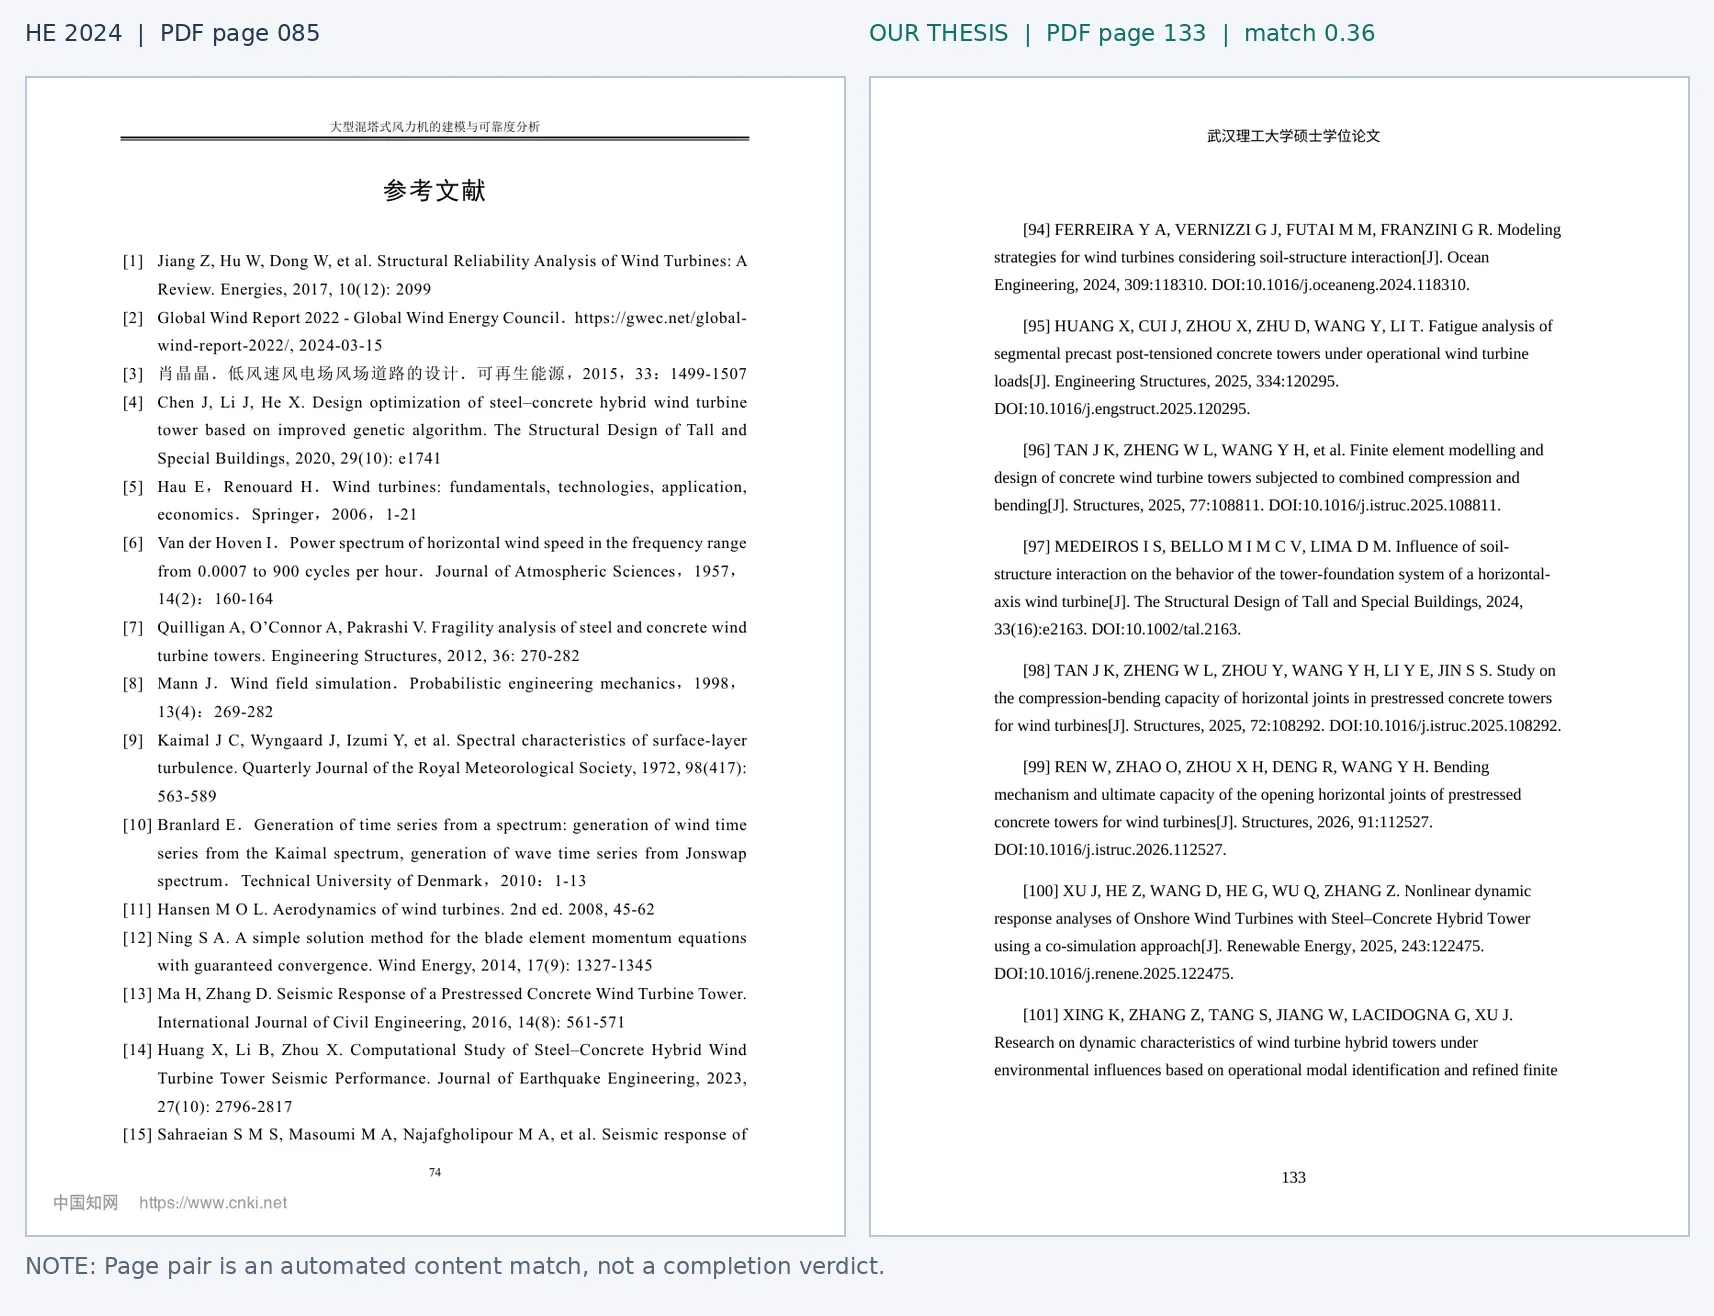 HE 2024 | PDF page 085
大型混塔式风力机的建模与可靠度分析
参考文献
[1] Jiang Z, Hu W, Dong W, et al. Structural Reliability Analysis of Wind Turbines: A
Review. Energies, 2017, 10(12): 2099
[2] Global Wind Report 2022 - Global Wind Energy Council．https://gwec.net/global-
wind-report-2022/, 2024-03-15
[3] 肖晶晶．低风速风电场风场道路的设计．可再生能源，2015，33：1499-1507
[4] Chen J, Li J, He X. Design optimization of steel–concrete hybrid wind turbine
tower based on improved genetic algorithm. The Structural Design of Tall and
Special Buildings, 2020, 29(10): e1741
[5] Hau E，Renouard H．Wind turbines: fundamentals, technologies, application,
economics．Springer，2006，1-21
[6] Van der Hoven I．Power spectrum of horizontal wind speed in the frequency range
from 0.0007 to 900 cycles per hour．Journal of Atmospheric Sciences，1957，
14(2)：160-164
[7] Quilligan A, O’Connor A, Pakrashi V. Fragility analysis of steel and concrete wind
turbine towers. Engineering Structures, 2012, 36: 270-282
[8] Mann J．Wind field simulation．Probabilistic engineering mechanics，1998，
13(4)：269-282
[9] Kaimal J C, Wyngaard J, Izumi Y, et al. Spectral characteristics of surface-layer
turbulence. Quarterly Journal of the Royal Meteorological Society, 1972, 98(417):
563-589
[10] Branlard E．Generation of time series from a spectrum: generation of wind time
series from the Kaimal spectrum, generation of wave time series from Jonswap
spectrum．Technical University of Denmark，2010：1-13
[11] Hansen M O L. Aerodynamics of wind turbines. 2nd ed. 2008, 45-62
[12] Ning S A. A simple solution method for the blade element momentum equations
with guaranteed convergence. Wind Energy, 2014, 17(9): 1327-1345
[13] Ma H, Zhang D. Seismic Response of a Prestressed Concrete Wind Turbine Tower.
International Journal of Civil Engineering, 2016, 14(8): 561-571
[14] Huang X, Li B, Zhou X. Computational Study of Steel–Concrete Hybrid Wind
Turbine Tower Seismic Performance. Journal of Earthquake Engineering, 2023,
27(10): 2796-2817
[15] Sahraeian S M S, Masoumi M A, Najafgholipour M A, et al. Seismic response of
74
中国知网 https://www.cnki.net
OUR THESIS | PDF page 133 | match 0.36
武汉理工大学硕士学位论文
[94] FERREIRA Y A, VERNIZZI G J, FUTAI M M, FRANZINI G R. Modeling
strategies for wind turbines considering soil-structure interaction[J]. Ocean
Engineering, 2024, 309:118310. DOI:10.1016/j.oceaneng.2024.118310.
[95] HUANG X, CUI J, ZHOU X, ZHU D, WANG Y, LI T. Fatigue analysis of
segmental precast post-tensioned concrete towers under operational wind turbine
loads[J]. Engineering Structures, 2025, 334:120295.
DOI:10.1016/j.engstruct.2025.120295.
[96] TAN J K, ZHENG W L, WANG Y H, et al. Finite element modelling and
design of concrete wind turbine towers subjected to combined compression and
bending[J]. Structures, 2025, 77:108811. DOI:10.1016/j.istruc.2025.108811.
[97] MEDEIROS I S, BELLO M I M C V, LIMA D M. Influence of soil-
structure interaction on the behavior of the tower-foundation system of a horizontal-
axis wind turbine[J]. The Structural Design of Tall and Special Buildings, 2024,
33(16):e2163. DOI:10.1002/tal.2163.
[98] TAN J K, ZHENG W L, ZHOU Y, WANG Y H, LI Y E, JIN S S. Study on
the compression-bending capacity of horizontal joints in prestressed concrete towers
for wind turbines[J]. Structures, 2025, 72:108292. DOI:10.1016/j.istruc.2025.108292.
[99] REN W, ZHAO O, ZHOU X H, DENG R, WANG Y H. Bending
mechanism and ultimate capacity of the opening horizontal joints of prestressed
concrete towers for wind turbines[J]. Structures, 2026, 91:112527.
DOI:10.1016/j.istruc.2026.112527.
[100] XU J, HE Z, WANG D, HE G, WU Q, ZHANG Z. Nonlinear dynamic
response analyses of Onshore Wind Turbines with Steel–Concrete Hybrid Tower
using a co-simulation approach[J]. Renewable Energy, 2025, 243:122475.
DOI:10.1016/j.renene.2025.122475.
[101] XING K, ZHANG Z, TANG S, JIANG W, LACIDOGNA G, XU J.
Research on dynamic characteristics of wind turbine hybrid towers under
environmental influences based on operational modal identification and refined finite
133
NOTE: Page pair is an automated content match, not a completion verdict.